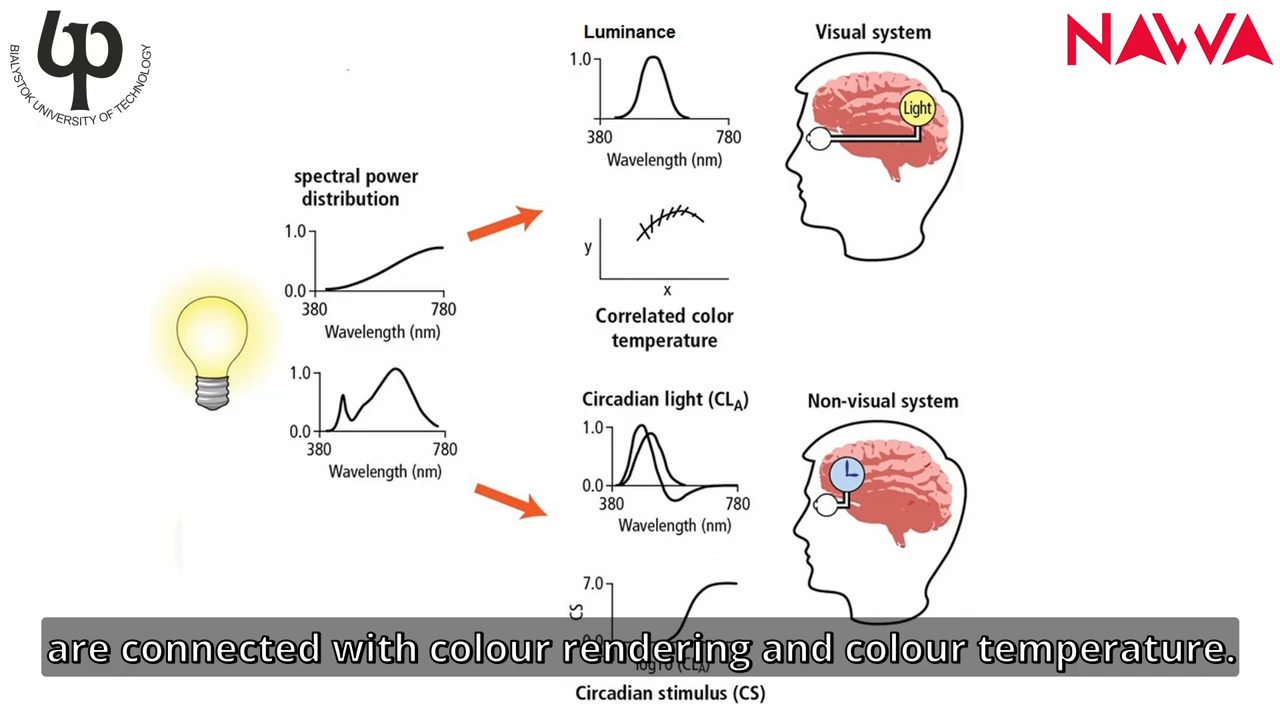 BIALYSTOK UNIVERSITY OF TECHNOLOGY
NAWA
spectral power
distribution
1.0
0.0
380
780
Wavelength (nm)
1.0
0.0
380
780
Wavelength (nm)
Luminance
1.0
380
780
Wavelength (nm)
y
x
Correlated color
temperature
Visual system
Light
Circadian light (CLA)
1.0
0.0
380
780
Wavelength (nm)
Non-visual system
7.0
CS
log10 (CLA)
Circadian stimulus (CS)
are connected with colour rendering and colour temperature.